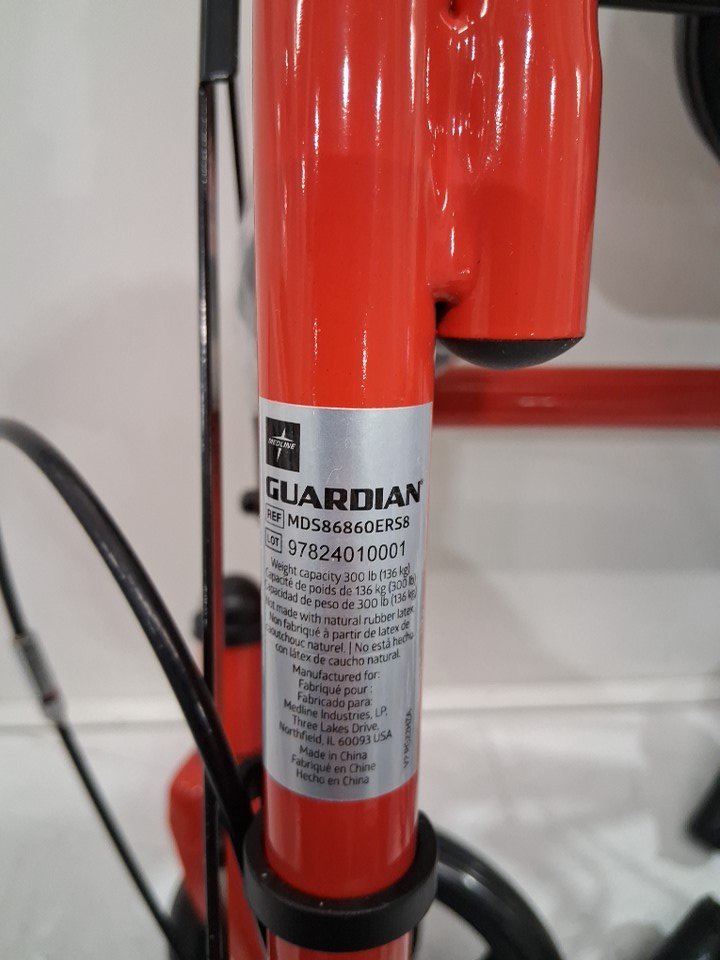 MEDLINE
GUARDIAN®
REF MDS86860ERS8
LOT 97824010001
Weight capacity 300 lb (136 kg)
Capacité de poids de 136 kg (300 lb)
Capacidad de peso de 300 lb (136 kg)
Not made with natural rubber latex.
Non fabriqué à partir de latex de
caoutchouc naturel. | No está hecho
con látex de caucho natural.
Manufactured for:
Fabriqué pour :
Fabricado para:
Medline Industries, LP,
Three Lakes Drive,
Northfield, IL 60093 USA
Made in China
Fabriqué en Chine
Hecho en China